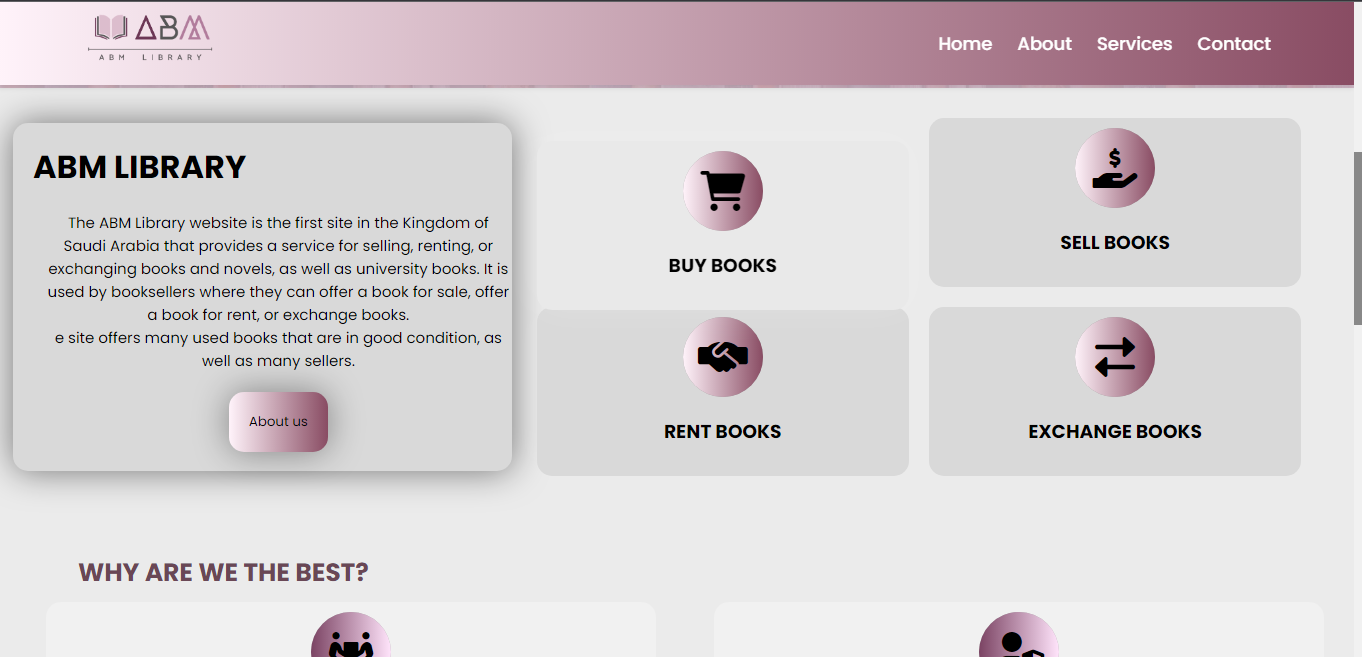 ABM
ABM LIBRARY
Home About Services Contact
ABM LIBRARY
The ABM Library website is the first site in the Kingdom of
Saudi Arabia that provides a service for selling, renting, or
exchanging books and novels, as well as university books. It is
used by booksellers where they can offer a book for sale, offer
a book for rent, or exchange books.
e site offers many used books that are in good condition, as
well as many sellers.
About us
BUY BOOKS
$
SELL BOOKS
RENT BOOKS
EXCHANGE BOOKS
WHY ARE WE THE BEST?